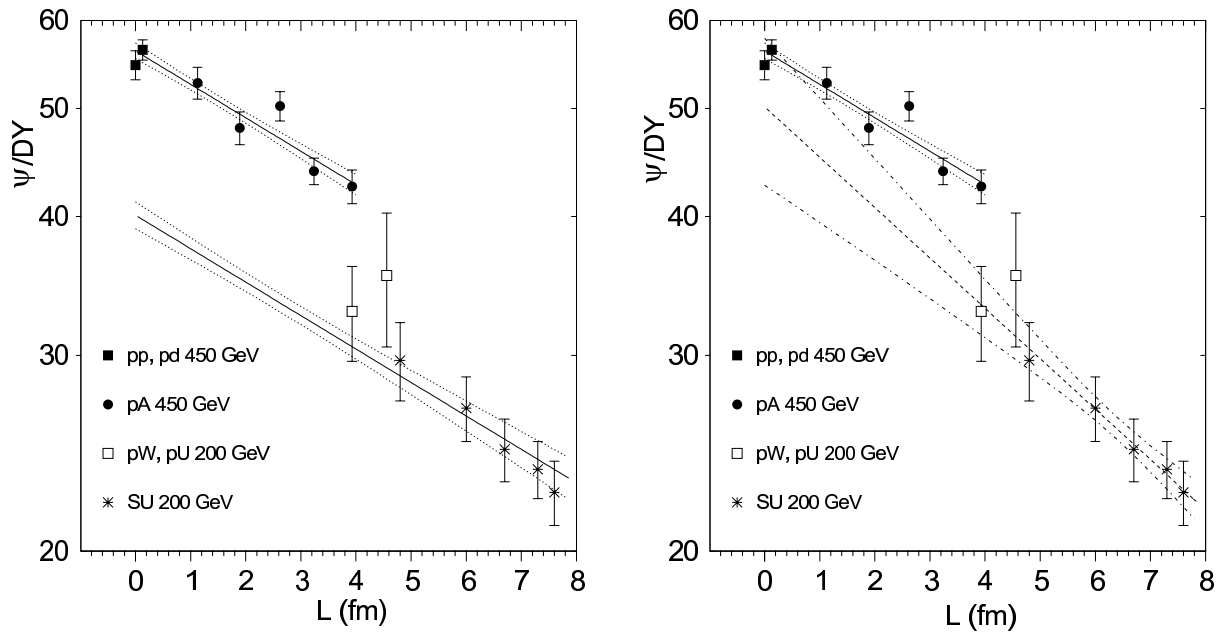 60
50
40
30
20
ψ/DY
pp, pd 450 GeV
pA 450 GeV
pW, pU 200 GeV
SU 200 GeV
0 1 2 3 4 5 6 7 8
L (fm)
60
50
40
30
20
ψ/DY
pp, pd 450 GeV
pA 450 GeV
pW, pU 200 GeV
SU 200 GeV
0 1 2 3 4 5 6 7 8
L (fm)